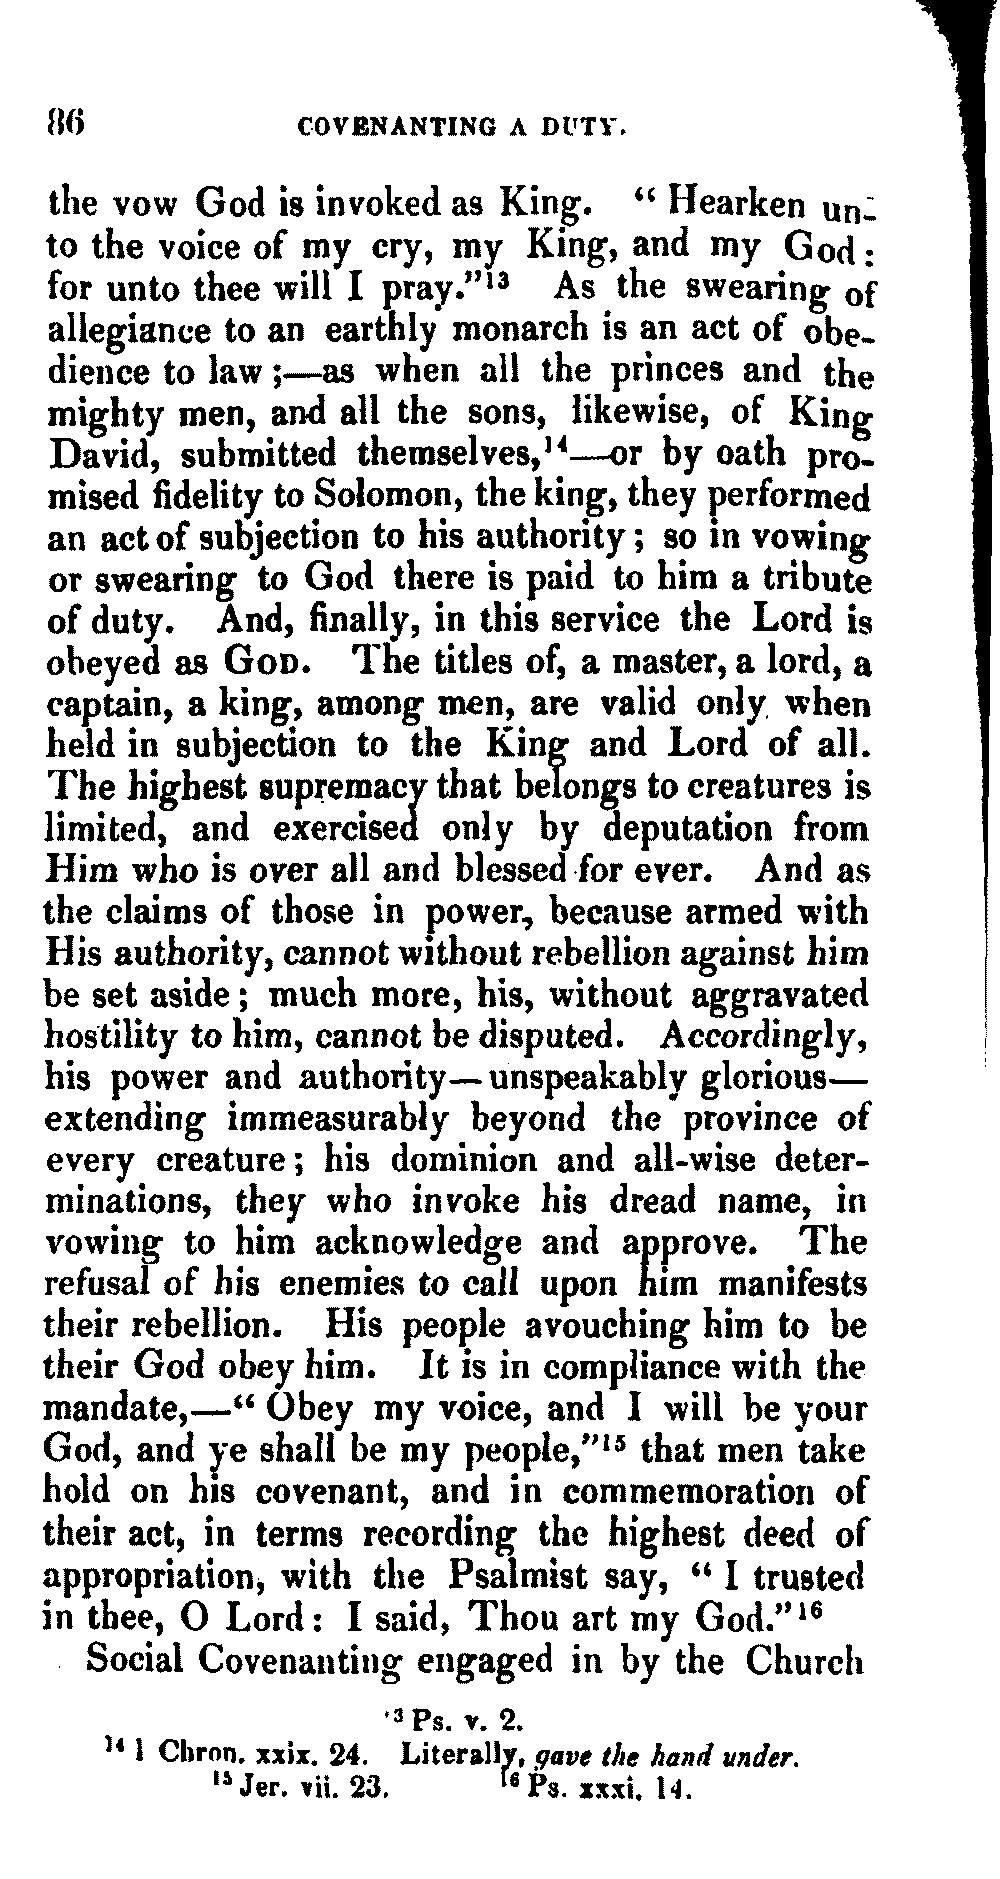 86 COVENANTING A DUTY.
the vow God is invoked as King. “ Hearken un-
to the voice of my cry, my King, and my God :
for unto thee will I pray.”¹³ As the swearing of
allegiance to an earthly monarch is an act of obe-
dience to law ;—as when all the princes and the
mighty men, and all the sons, likewise, of King
David, submitted themselves,¹⁴—or by oath pro-
mised fidelity to Solomon, the king, they performed
an act of subjection to his authority ; so in vowing
or swearing to God there is paid to him a tribute
of duty. And, finally, in this service the Lord is
obeyed as GOD. The titles of, a master, a lord, a
captain, a king, among men, are valid only when
held in subjection to the King and Lord of all.
The highest supremacy that belongs to creatures is
limited, and exercised only by deputation from
Him who is over all and blessed for ever. And as
the claims of those in power, because armed with
His authority, cannot without rebellion against him
be set aside ; much more, his, without aggravated
hostility to him, cannot be disputed. Accordingly,
his power and authority—unspeakably glorious—
extending immeasurably beyond the province of
every creature ; his dominion and all-wise deter-
minations, they who invoke his dread name, in
vowing to him acknowledge and approve. The
refusal of his enemies to call upon him manifests
their rebellion. His people avouching him to be
their God obey him. It is in compliance with the
mandate,—“ Obey my voice, and I will be your
God, and ye shall be my people,”¹⁵ that men take
hold on his covenant, and in commemoration of
their act, in terms recording the highest deed of
appropriation, with the Psalmist say, “ I trusted
in thee, O Lord : I said, Thou art my God.”¹⁶
Social Covenanting engaged in by the Church
¹³ Ps. v. 2.
¹⁴ 1 Chron. xxix. 24. Literally, gave the hand under.
¹⁵ Jer. vii. 23. ¹⁶ Ps. xxxi. 14.